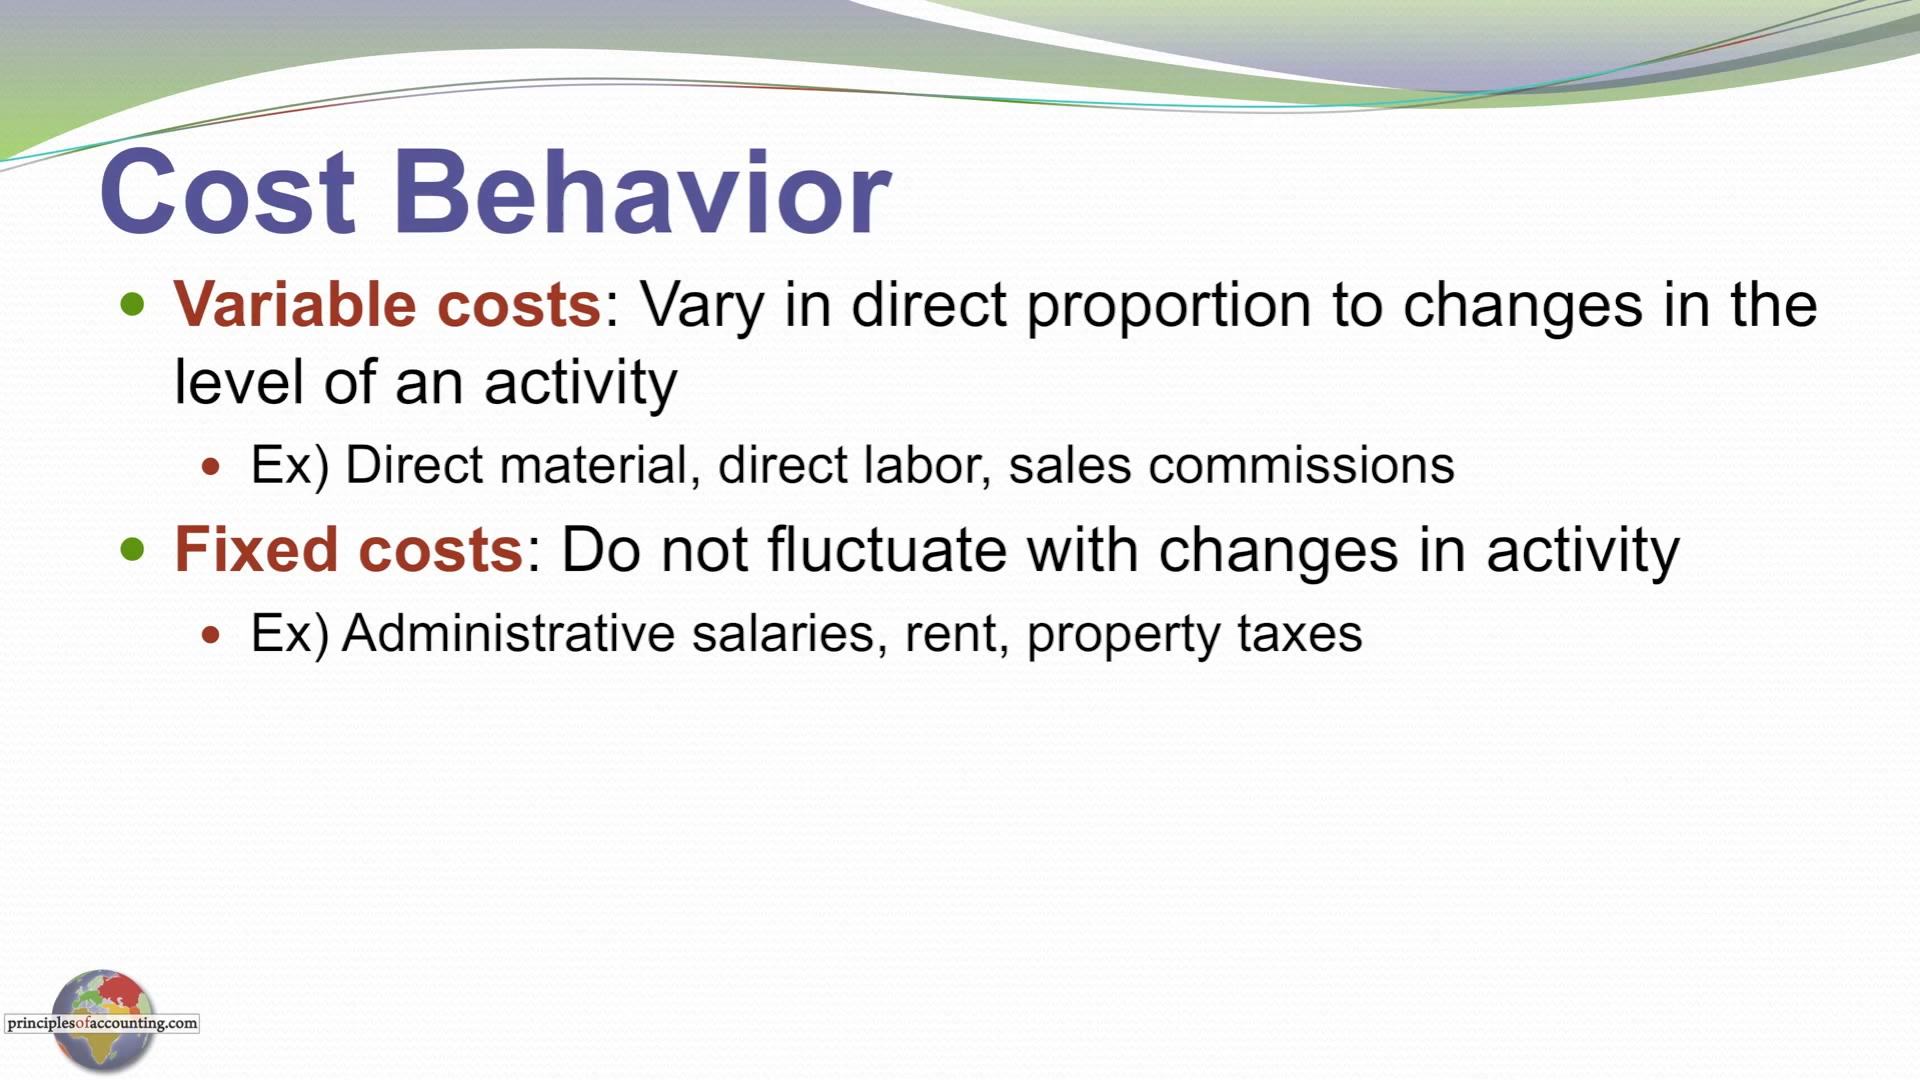 Cost Behavior
Variable costs: Vary in direct proportion to changes in the
level of an activity
Ex) Direct material, direct labor, sales commissions
Fixed costs: Do not fluctuate with changes in activity
Ex) Administrative salaries, rent, property taxes
principlesofaccounting.com